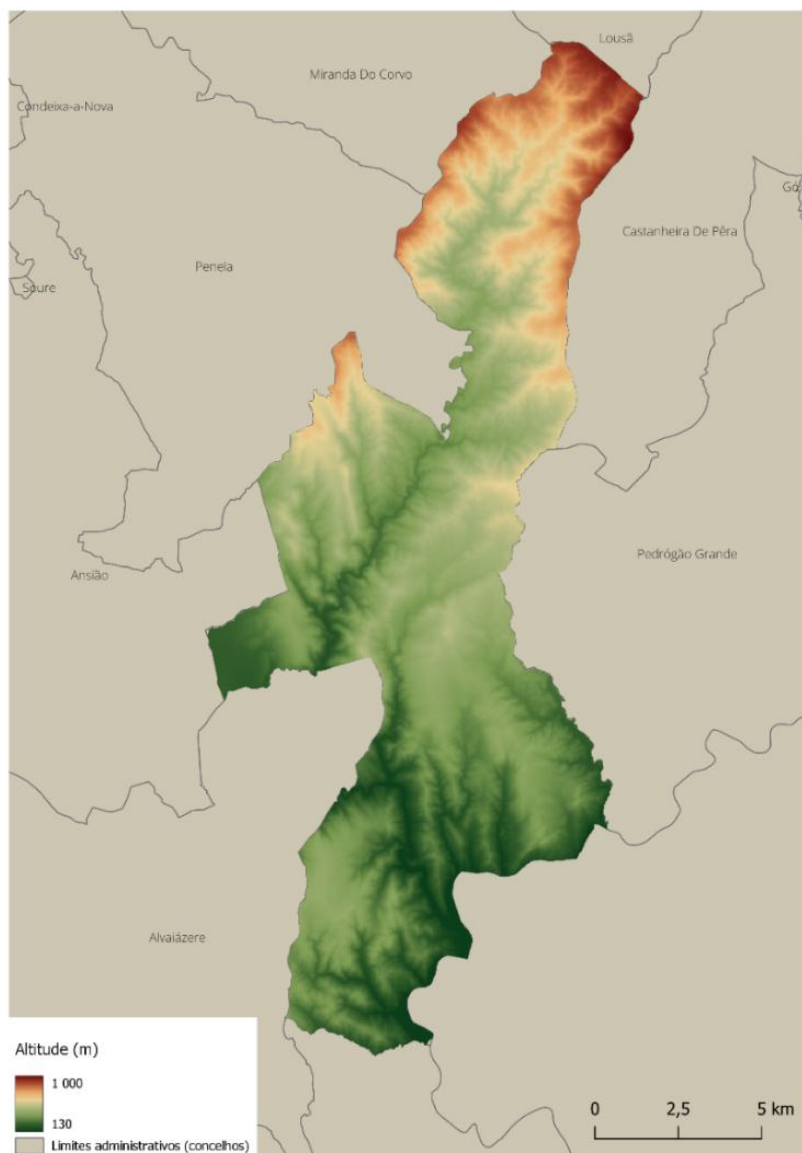 Lousã
Miranda Do Corvo
Condeixa-a-Nova
Gó
Castanheira De Pêra
Penela
Soure
Pedrógão Grande
Ansião
Alvaiázere
Altitude (m)
1 000
130
Limites administrativos (concelhos)
0 2,5 5 km